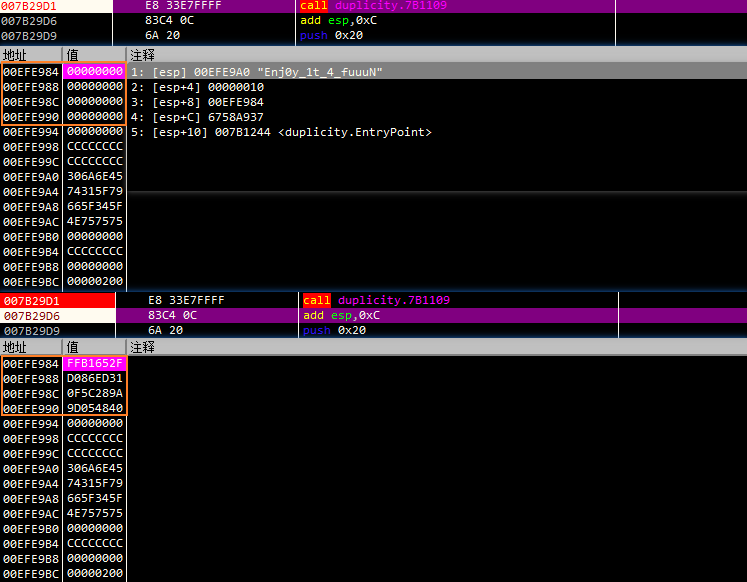 007B29D1 E8 33E7FFFF call duplicity.7B1109
007B29D6 83C4 0C add esp,0xC
007B29D9 6A 20 push 0x20
地址 值 注释
00EFE984 00000000 1: [esp] 00EFE9A0 "Enj0y_1t_4_fuuuN"
00EFE988 00000000 2: [esp+4] 00000010
00EFE98C 00000000 3: [esp+8] 00EFE984
00EFE990 00000000 4: [esp+C] 6758A937
00EFE994 00000000 5: [esp+10] 007B1244 <duplicity.EntryPoint>
00EFE998 CCCCCCCC
00EFE99C CCCCCCCC
00EFE9A0 306A6E45
00EFE9A4 74315F79
00EFE9A8 665F345F
00EFE9AC 4E757575
00EFE9B0 00000000
00EFE9B4 CCCCCCCC
00EFE9B8 00000000
00EFE9BC 00000200
007B29D1 E8 33E7FFFF call duplicity.7B1109
007B29D6 83C4 0C add esp,0xC
007B29D9 6A 20 push 0x20
地址 值 注释
00EFE984 FFB1652F
00EFE988 D086ED31
00EFE98C 0F5C289A
00EFE990 9D054840
00EFE994 00000000
00EFE998 CCCCCCCC
00EFE99C CCCCCCCC
00EFE9A0 306A6E45
00EFE9A4 74315F79
00EFE9A8 665F345F
00EFE9AC 4E757575
00EFE9B0 00000000
00EFE9B4 CCCCCCCC
00EFE9B8 00000000
00EFE9BC 00000200